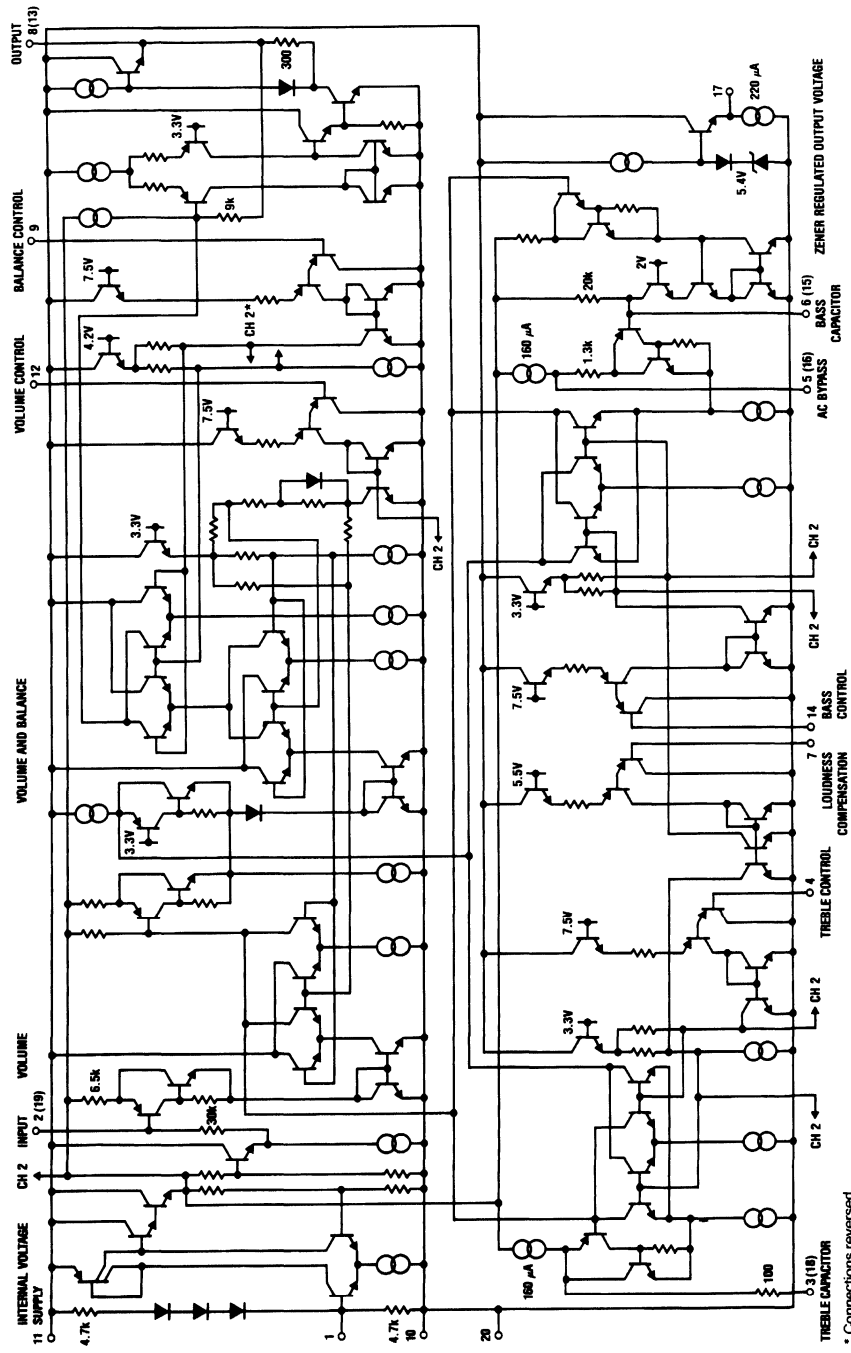 INTERNAL VOLTAGE
11 SUPPLY
CH 2
INPUT
2 (19)
VOLUME
VOLUME AND BALANCE
VOLUME CONTROL
12
BALANCE CONTROL
9
OUTPUT
8(13)
4.7k
6.5k
30k
3.3V
3.3V
7.5V
4.2V
7.5V
CH 2*
9k
3.3V
300
1
4.7k
10
CH 2
20
160 μA
100
3(18)
TREBLE CAPACITOR
CH 2
3.3V
CH 2
7.5V
4
TREBLE CONTROL
5.5V
LOUDNESS
COMPENSATION
7
14
BASS
CONTROL
7.5V
3.3V
CH 2
CH 2
160 μA
1.3k
5 (16)
AC BYPASS
20k
2V
6 (15)
BASS
CAPACITOR
5.4V
17
220 μA
ZENER REGULATED OUTPUT VOLTAGE
* Connections reversed